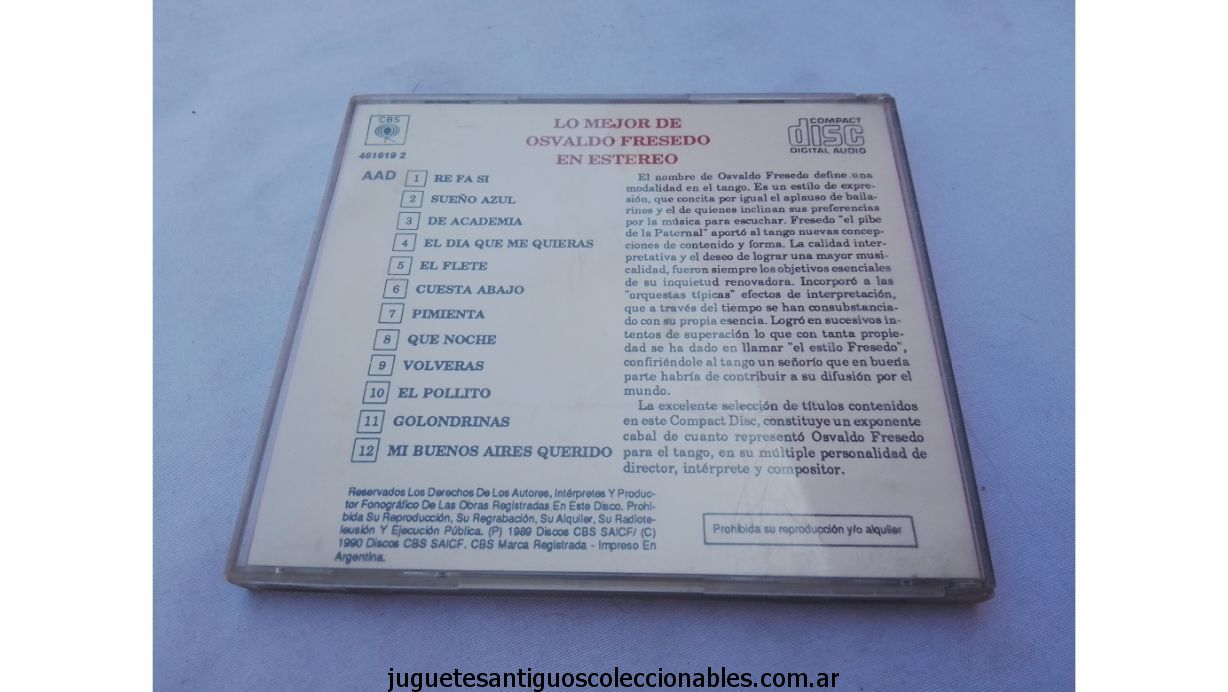 CBS
461619 2
LO MEJOR DE
OSVALDO FRESEDO
EN ESTEREO
COMPACT
disc
DIGITAL AUDIO
AAD
1 RE FA SI
2 SUEÑO AZUL
3 DE ACADEMIA
4 EL DIA QUE ME QUIERAS
5 EL FLETE
6 CUESTA ABAJO
7 PIMIENTA
8 QUE NOCHE
9 VOLVERAS
10 EL POLLITO
11 GOLONDRINAS
12 MI BUENOS AIRES QUERIDO
El nombre de Osvaldo Fresedo define una
modalidad en el tango. Es un estilo de expre-
sión, que concita por igual el aplauso de baila-
rines y el de quienes inclinan sus preferencias
por la música para escuchar. Fresedo "el pibe
de la Paternal" aportó al tango nuevas concep-
ciones de contenido y forma. La calidad inter-
pretativa y el deseo de lograr una mayor musi-
calidad, fueron siempre los objetivos esenciales
de su inquietud renovadora. Incorporó a las
"orquestas típicas" efectos de interpretación,
que a través del tiempo se han consubstancia-
do con su propia esencia. Logró en sucesivos in-
tentos de superación lo que con tanta propie-
dad se ha dado en llamar "el estilo Fresedo",
confiriéndole al tango un señorío que en buena
parte habría de contribuir a su difusión por el
mundo.
La excelente selección de títulos contenidos
en este Compact Disc, constituye un exponente
cabal de cuanto representó Osvaldo Fresedo
para el tango, en su múltiple personalidad de
director, intérprete y compositor.
Reservados Los Derechos De Los Autores, Intérpretes Y Produc-
tor Fonográfico De Las Obras Registradas En Este Disco. Prohi-
bida Su Reproducción, Su Regrabación, Su Alquiler, Su Radiote-
leusión Y Ejecución Pública. (P) 1989 Discos CBS SAICF/ (C)
1990 Discos CBS SAICF. CBS Marca Registrada - Impreso En
Argentina.
Prohibida su reproducción y/o alquiler
juguetesantiguoscoleccionables.com.ar